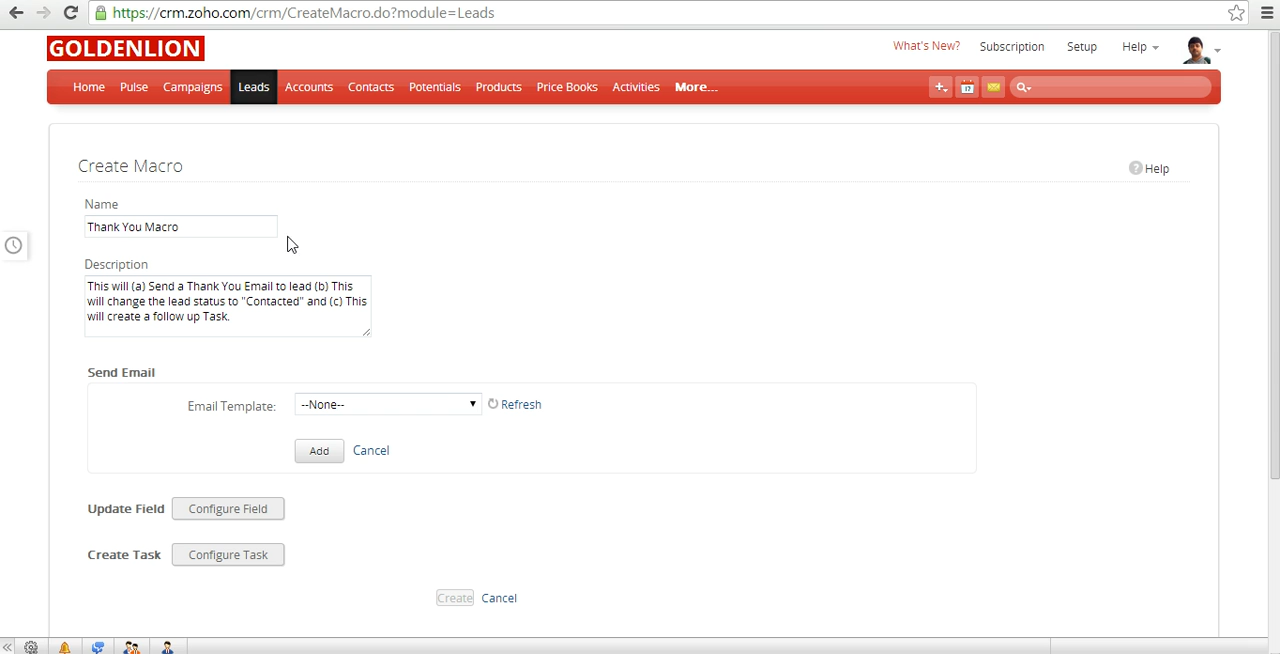 https://crm.zoho.com/crm/CreateMacro.do?module=Leads
GOLDENLION
What's New? Subscription Setup Help
Home Pulse Campaigns Leads Accounts Contacts Potentials Products Price Books Activities More...
17
Create Macro
? Help
Name
Thank You Macro
Description
This will (a) Send a Thank You Email to lead (b) This
will change the lead status to "Contacted" and (c) This
will create a follow up Task.
Send Email
Email Template: --None-- Refresh
Add Cancel
Update Field Configure Field
Create Task Configure Task
Create Cancel